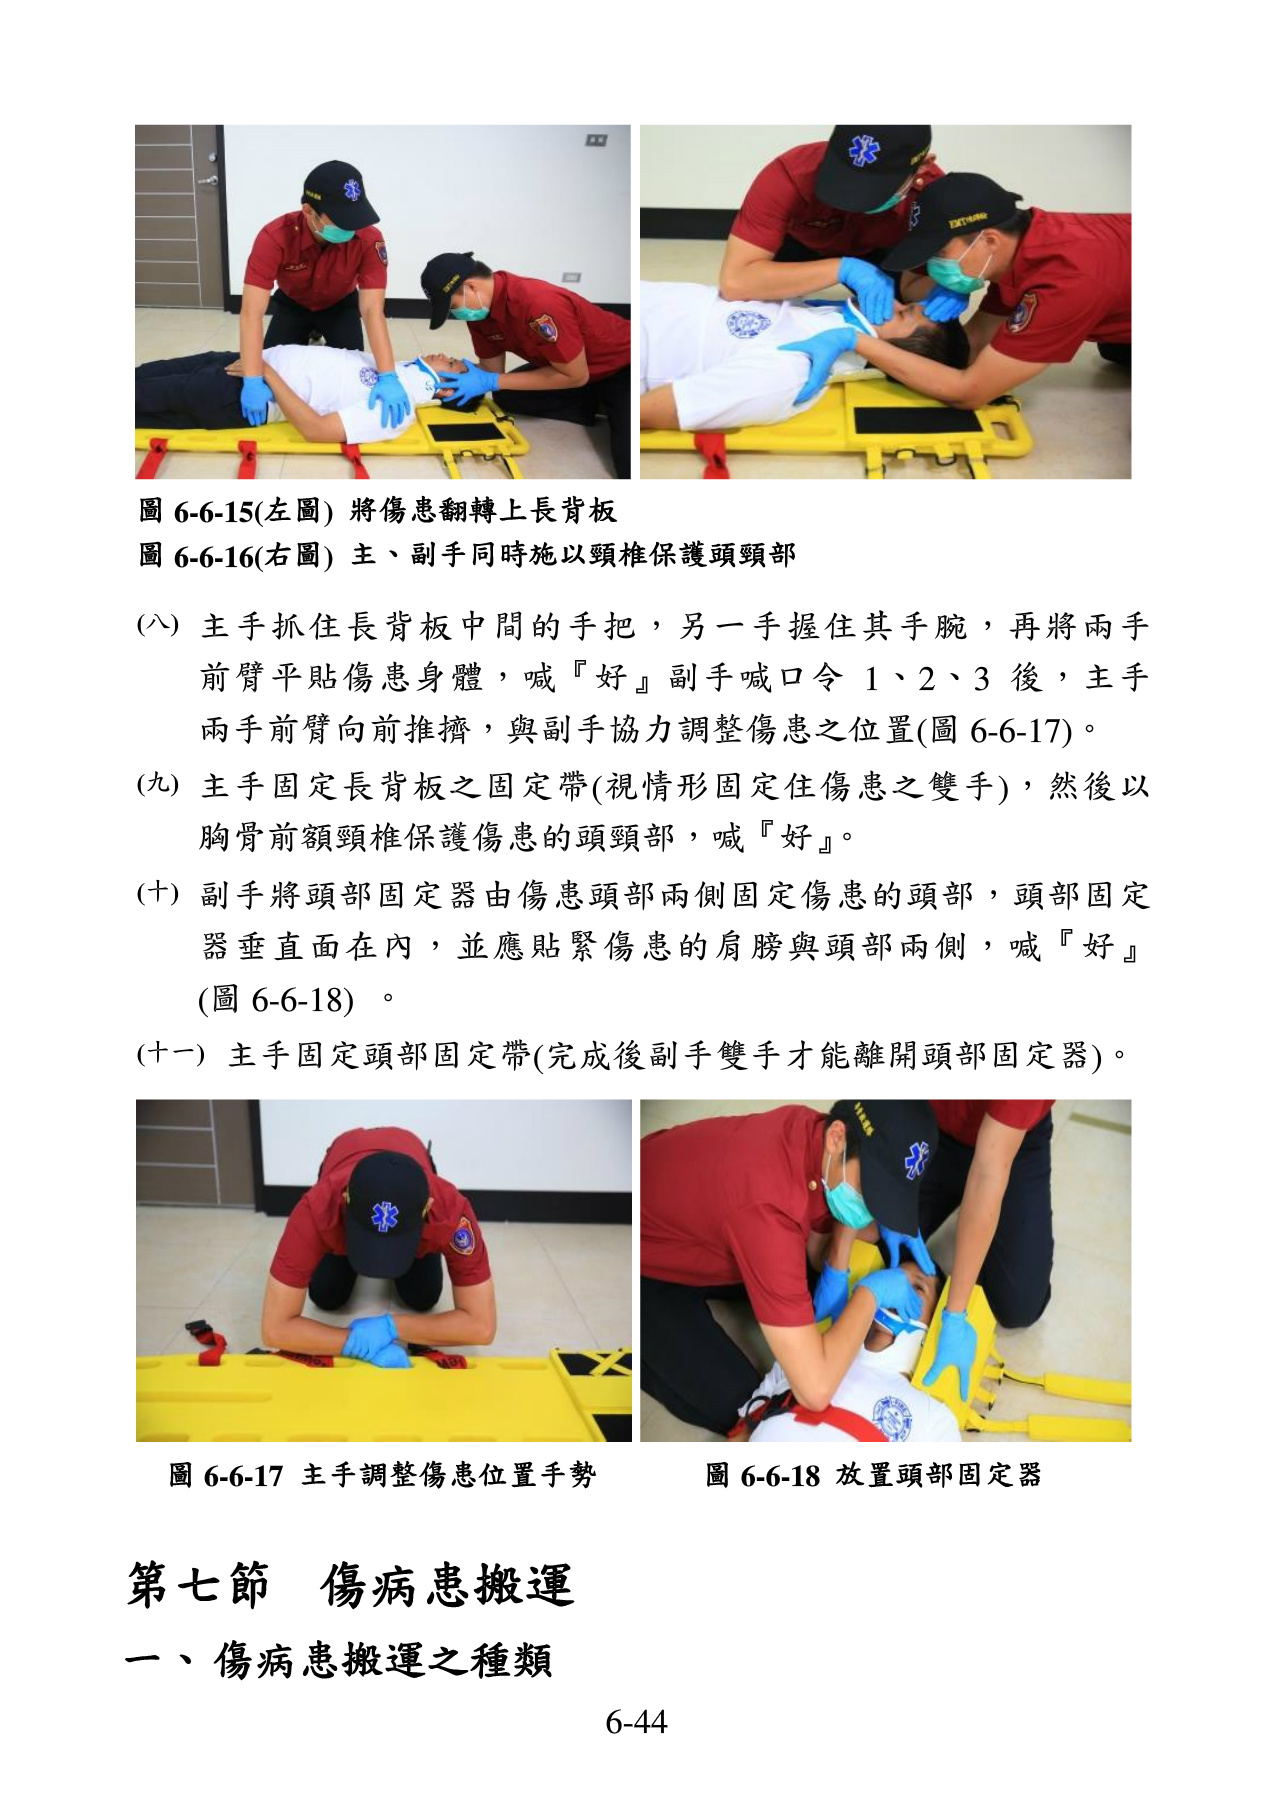 圖 6-6-15(左圖) 將傷患翻轉上長背板
圖 6-6-16(右圖) 主、副手同時施以頸椎保護頭頸部
(八) 主手抓住長背板中間的手把，另一手握住其手腕，再將兩手
前臂平貼傷患身體，喊『好』副手喊口令 1、2、3 後，主手
兩手前臂向前推擠，與副手協力調整傷患之位置(圖 6-6-17)。
(九) 主手固定長背板之固定帶(視情形固定住傷患之雙手)，然後以
胸骨前額頸椎保護傷患的頭頸部，喊『好』。
(十) 副手將頭部固定器由傷患頭部兩側固定傷患的頭部，頭部固定
器垂直面在內，並應貼緊傷患的肩膀與頭部兩側，喊『好』
(圖 6-6-18) 。
(十一) 主手固定頭部固定帶(完成後副手雙手才能離開頭部固定器)。
圖 6-6-17 主手調整傷患位置手勢
圖 6-6-18 放置頭部固定器
第七節 傷病患搬運
一、傷病患搬運之種類
6-44